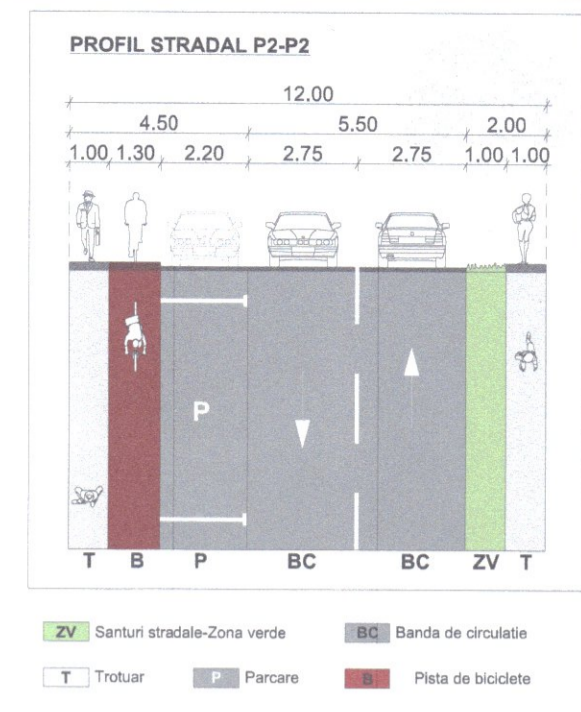 PROFIL STRADAL P2-P2
12.00
4.50 5.50 2.00
1.00 1.30 2.20 2.75 2.75 1.00 1.00
P
T B P BC BC ZV T
ZV Santuri stradale-Zona verde BC Banda de circulatie
T Trotuar P Parcare B Pista de biciclete